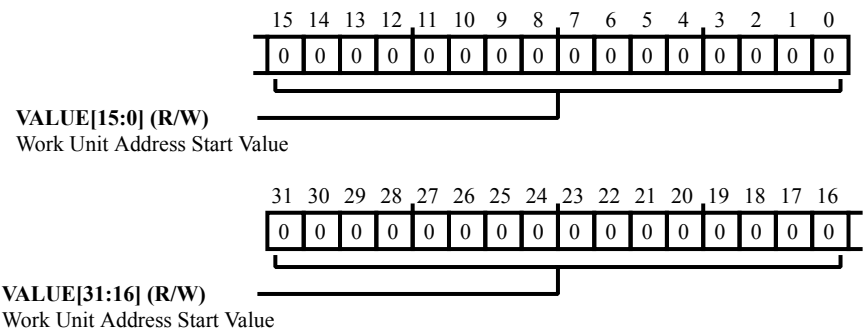 15 14 13 12 11 10 9 8 7 6 5 4 3 2 1 0
0 0 0 0 0 0 0 0 0 0 0 0 0 0 0 0
VALUE[15:0] (R/W)
Work Unit Address Start Value
31 30 29 28 27 26 25 24 23 22 21 20 19 18 17 16
0 0 0 0 0 0 0 0 0 0 0 0 0 0 0 0
VALUE[31:16] (R/W)
Work Unit Address Start Value